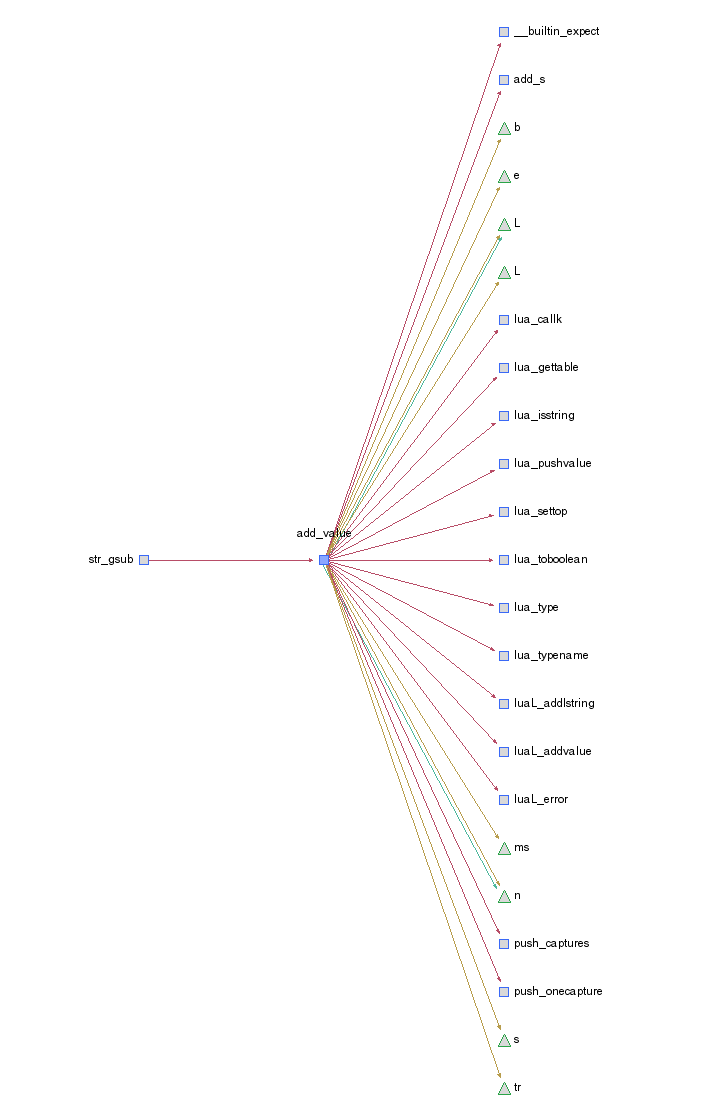 __builtin_expect
add_s
b
e
L
L
lua_callk
lua_gettable
lua_isstring
lua_pushvalue
lua_settop
add_value
str_gsub
lua_toboolean
lua_type
lua_typename
luaL_addlstring
luaL_addvalue
luaL_error
ms
n
push_captures
push_onecapture
s
tr